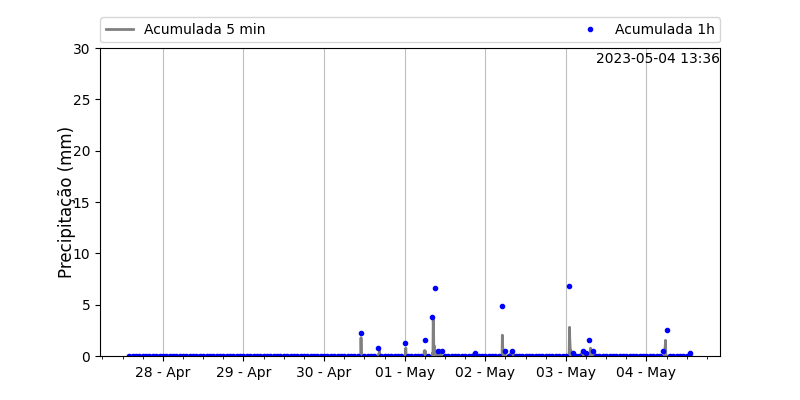 Acumulada 5 min
Acumulada 1h
2023-05-04 13:36
Precipitação (mm)
30
25
20
15
10
5
0
28 - Apr
29 - Apr
30 - Apr
01 - May
02 - May
03 - May
04 - May